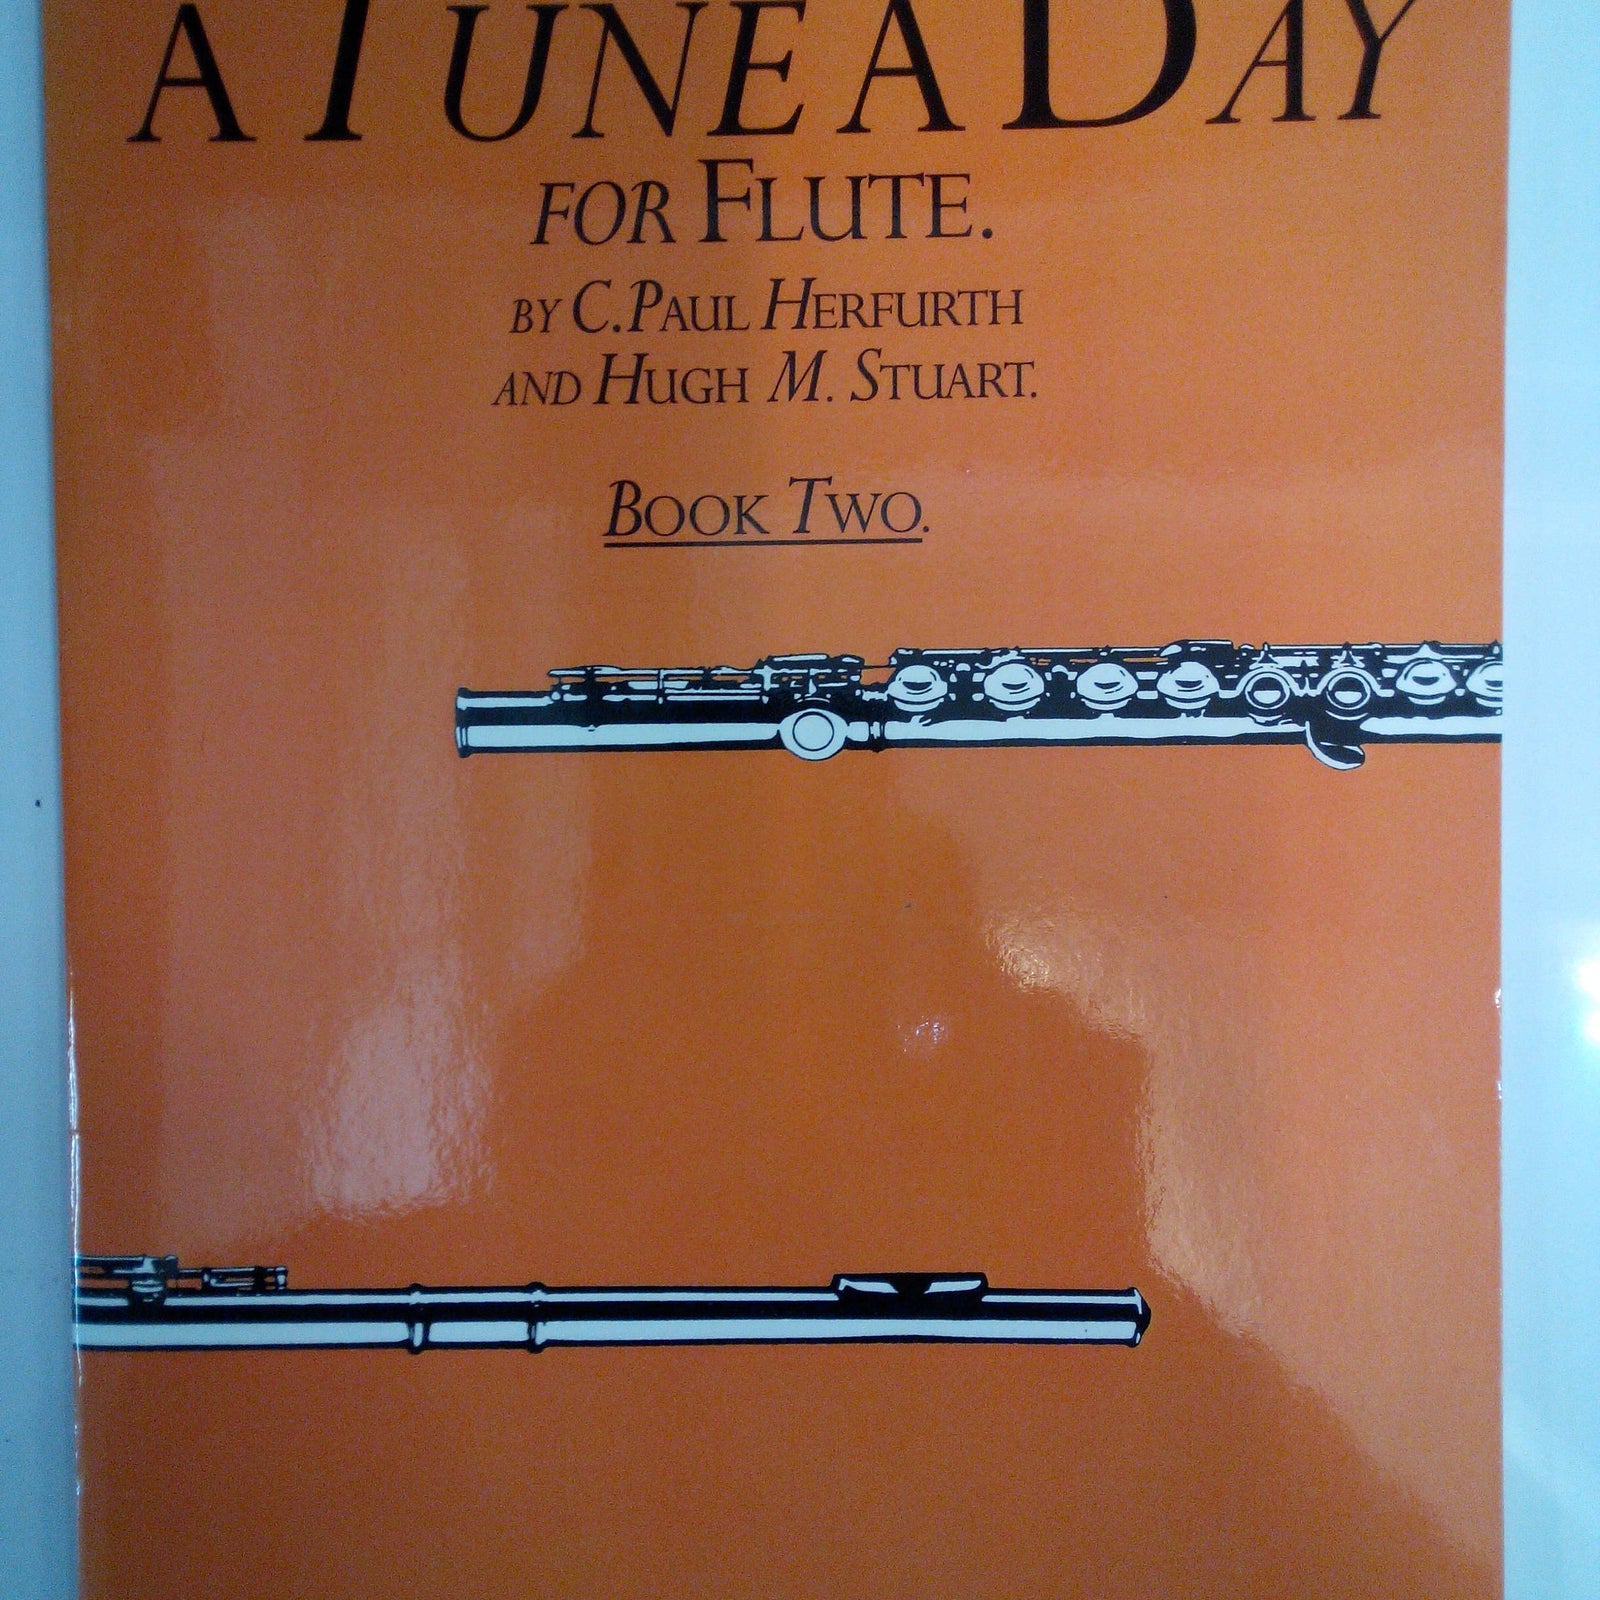 A TUNE A DAY
FOR FLUTE.
BY C. PAUL HERFURTH
AND HUGH M. STUART.
BOOK TWO.